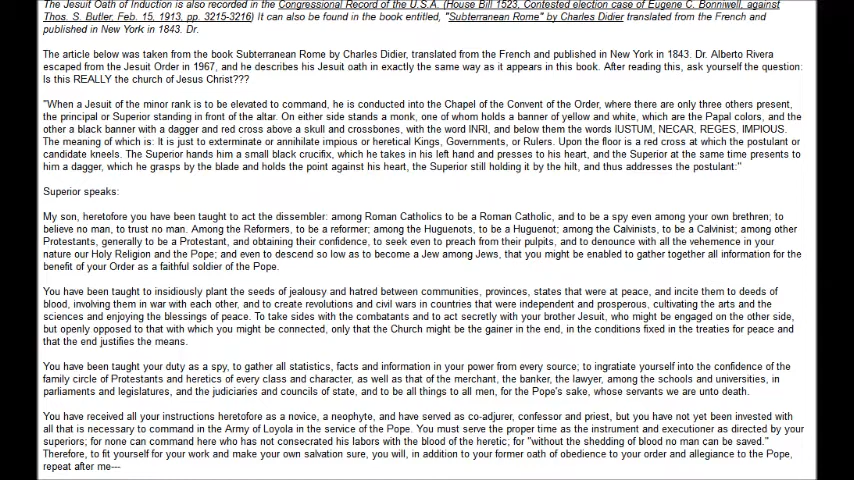 The Jesuit Oath of Induction is also recorded in the Congressional Record of the U.S.A. (House Bill 1523, Contested election case of Eugene C. Bonniwell, against
Thos. S. Butler, Feb. 15, 1913, pp. 3215-3216) It can also be found in the book entitled, "Subterranean Rome" by Charles Didier translated from the French and
published in New York in 1843. Dr.
The article below was taken from the book Subterranean Rome by Charles Didier, translated from the French and published in New York in 1843. Dr. Alberto Rivera
escaped from the Jesuit Order in 1967, and he describes his Jesuit oath in exactly the same way as it appears in this book. After reading this, ask yourself the question:
Is this REALLY the church of Jesus Christ???
"When a Jesuit of the minor rank is to be elevated to command, he is conducted into the Chapel of the Convent of the Order, where there are only three others present,
the principal or Superior standing in front of the altar. On either side stands a monk, one of whom holds a banner of yellow and white, which are the Papal colors, and the
other a black banner with a dagger and red cross above a skull and crossbones, with the word INRI, and below them the words IUSTUM, NECAR, REGES, IMPIOUS.
The meaning of which is: It is just to exterminate or annihilate impious or heretical Kings, Governments, or Rulers. Upon the floor is a red cross at which the postulant or
candidate kneels. The Superior hands him a small black crucifix, which he takes in his left hand and presses to his heart, and the Superior at the same time presents to
him a dagger, which he grasps by the blade and holds the point against his heart, the Superior still holding it by the hilt, and thus addresses the postulant:"
Superior speaks:
My son, heretofore you have been taught to act the dissembler: among Roman Catholics to be a Roman Catholic, and to be a spy even among your own brethren; to
believe no man, to trust no man. Among the Reformers, to be a reformer; among the Huguenots, to be a Huguenot; among the Calvinists, to be a Calvinist; among other
Protestants, generally to be a Protestant, and obtaining their confidence, to seek even to preach from their pulpits, and to denounce with all the vehemence in your
nature our Holy Religion and the Pope; and even to descend so low as to become a Jew among Jews, that you might be enabled to gather together all information for the
benefit of your Order as a faithful soldier of the Pope.
You have been taught to insidiously plant the seeds of jealousy and hatred between communities, provinces, states that were at peace, and incite them to deeds of
blood, involving them in war with each other, and to create revolutions and civil wars in countries that were independent and prosperous, cultivating the arts and the
sciences and enjoying the blessings of peace. To take sides with the combatants and to act secretly with your brother Jesuit, who might be engaged on the other side,
but openly opposed to that with which you might be connected, only that the Church might be the gainer in the end, in the conditions fixed in the treaties for peace and
that the end justifies the means.
You have been taught your duty as a spy, to gather all statistics, facts and information in your power from every source; to ingratiate yourself into the confidence of the
family circle of Protestants and heretics of every class and character, as well as that of the merchant, the banker, the lawyer, among the schools and universities, in
parliaments and legislatures, and the judiciaries and councils of state, and to be all things to all men, for the Pope's sake, whose servants we are unto death.
You have received all your instructions heretofore as a novice, a neophyte, and have served as co-adjurer, confessor and priest, but you have not yet been invested with
all that is necessary to command in the Army of Loyola in the service of the Pope. You must serve the proper time as the instrument and executioner as directed by your
superiors; for none can command here who has not consecrated his labors with the blood of the heretic; for "without the shedding of blood no man can be saved."
Therefore, to fit yourself for your work and make your own salvation sure, you will, in addition to your former oath of obedience to your order and allegiance to the Pope,
repeat after me---